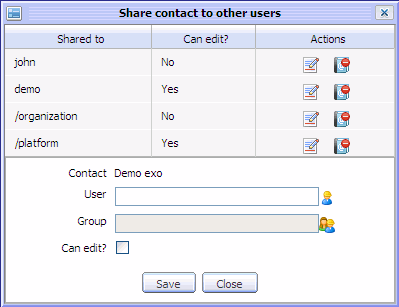 Share contact to other users
Shared to Can edit? Actions
john No
demo Yes
/organization No
/platform Yes
Contact Demo exo
User
Group
Can edit?
Save Close